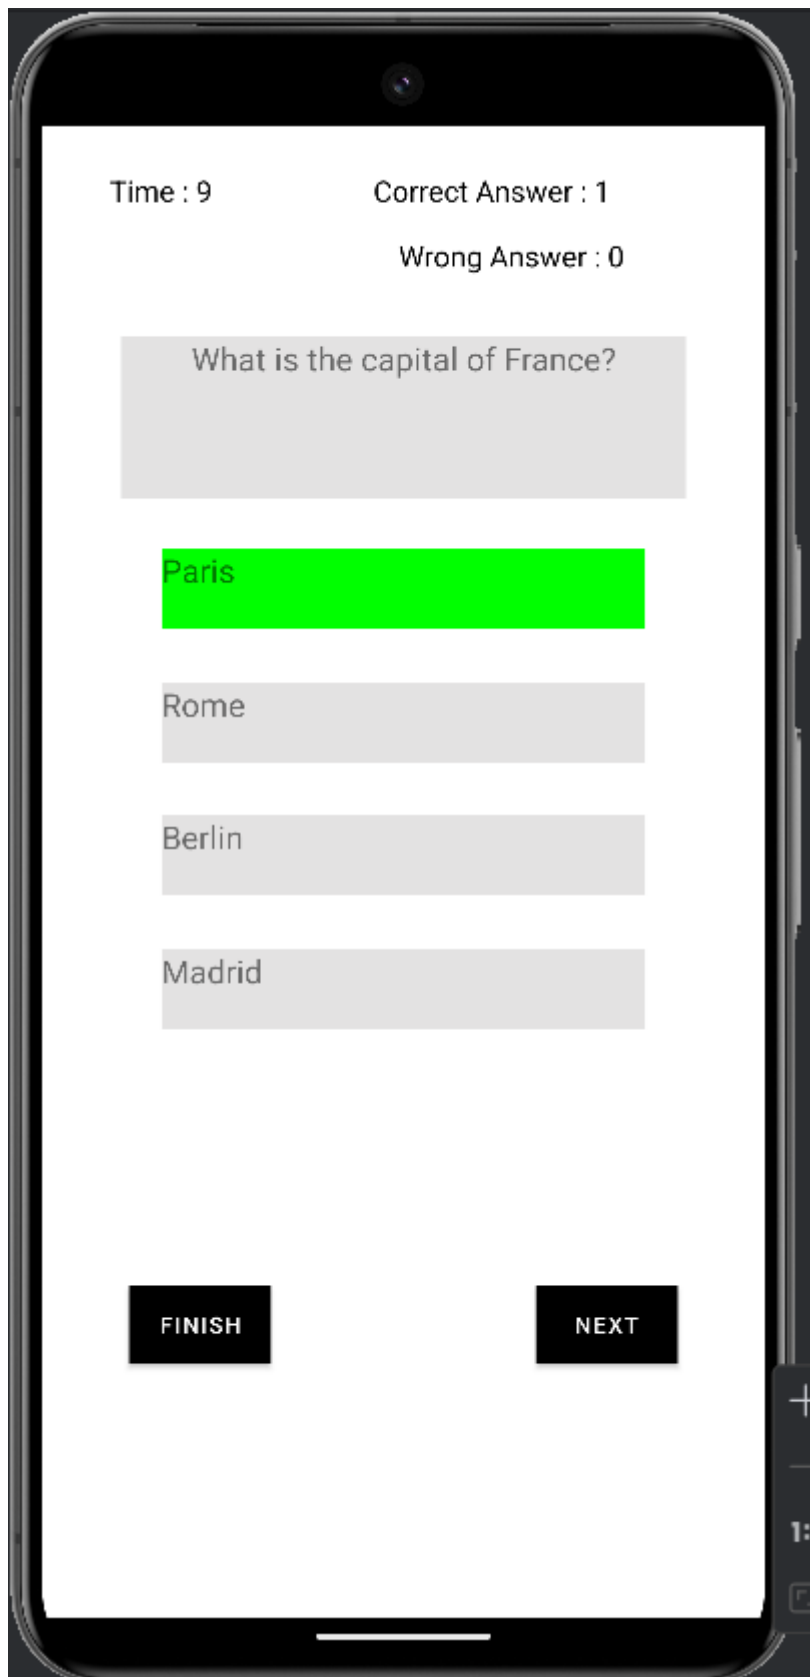 Time : 9
Correct Answer : 1
Wrong Answer : 0
What is the capital of France?
Paris
Rome
Berlin
Madrid
FINISH
NEXT
1: